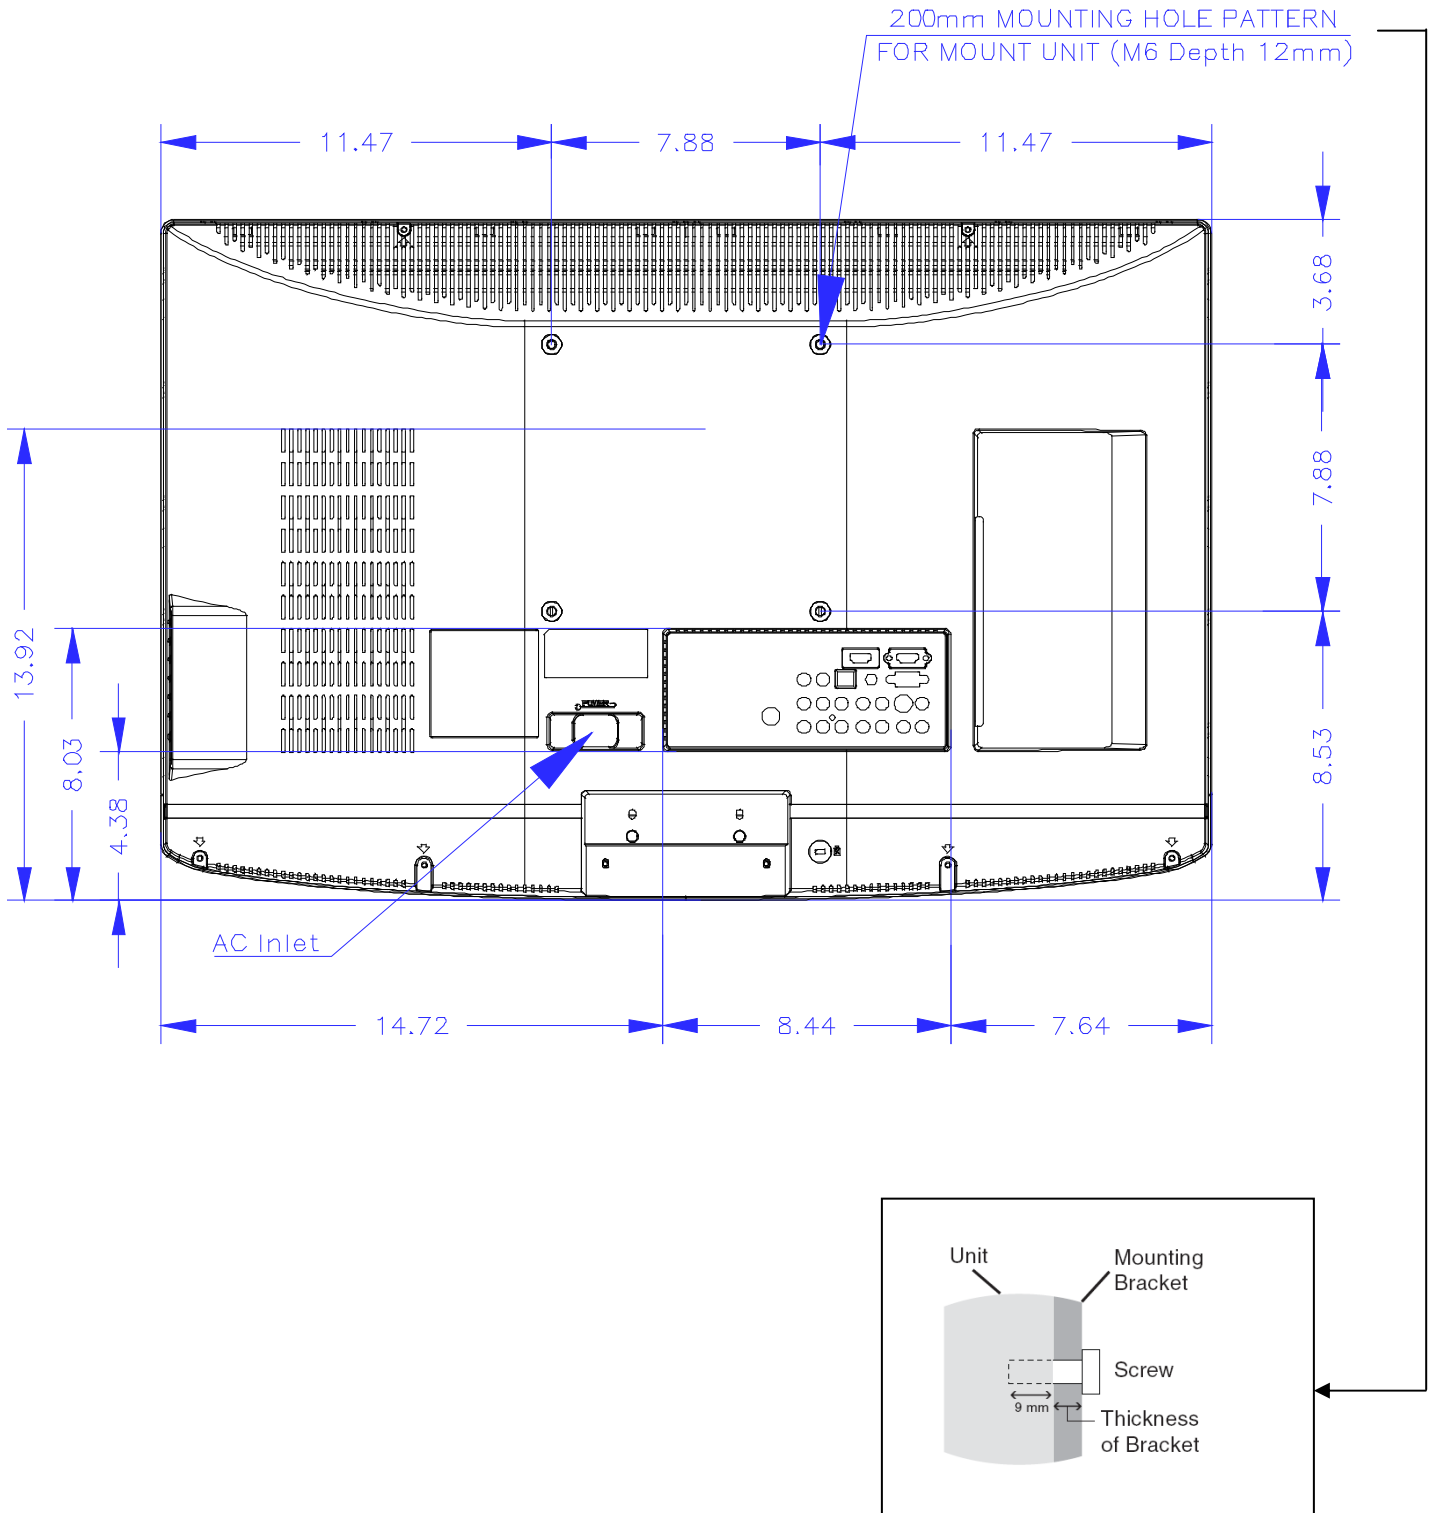 200mm MOUNTING HOLE PATTERN
FOR MOUNT UNIT (M6 Depth 12mm)
11.47
7.88
11.47
3.68
7.88
8.53
13.92
8.03
4.38
POWER
AC Inlet
14.72
8.44
7.64
Unit
Mounting
Bracket
Screw
9 mm
Thickness
of Bracket